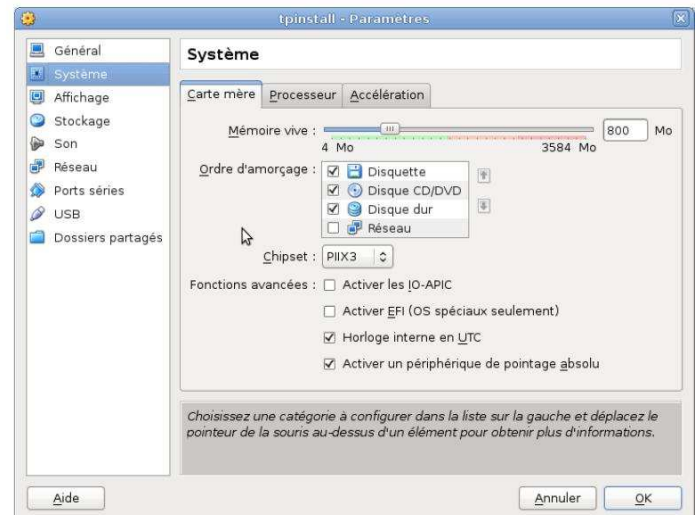 tpinstall - Paramètres
Général
Système
Affichage
Stockage
Son
Réseau
Ports séries
USB
Dossiers partagés
Système
Carte mère Processeur Accélération
Mémoire vive : 800 Mo
4 Mo 3584 Mo
Ordre d'amorçage : Disquette
Disque CD/DVD
Disque dur
Réseau
Chipset : PIIX3
Fonctions avancées : Activer les IO-APIC
Activer EFI (OS spéciaux seulement)
Horloge interne en UTC
Activer un périphérique de pointage absolu
Choisissez une catégorie à configurer dans la liste sur la gauche et déplacez le
pointeur de la souris au-dessus d'un élément pour obtenir plus d'informations.
Aide Annuler OK